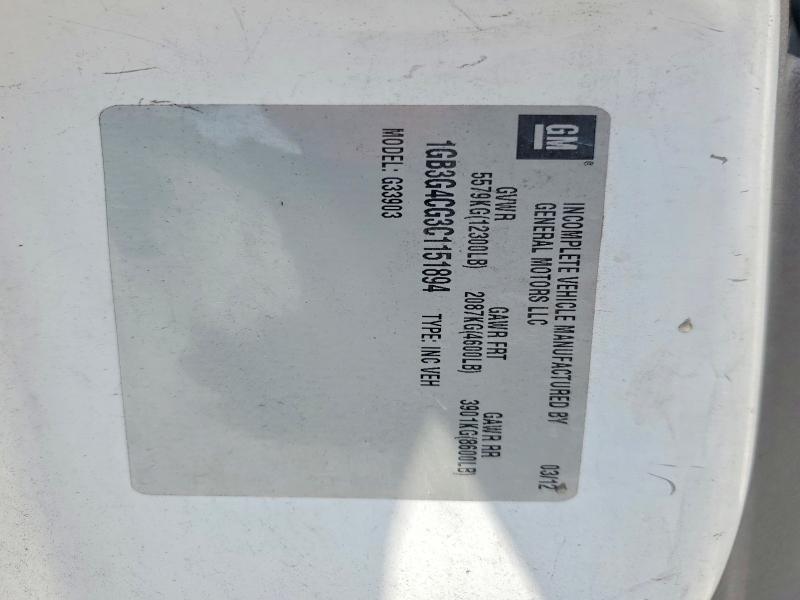 GM
INCOMPLETE VEHICLE MANUFACTURED BY
GENERAL MOTORS LLC
03/12
GVWR GAWR FRT GAWR RR
5579KG(12300LB) 2087KG(4600LB) 3901KG(8600LB)
1GB3G4CG3C1151894 TYPE: INC VEH
MODEL: G33903